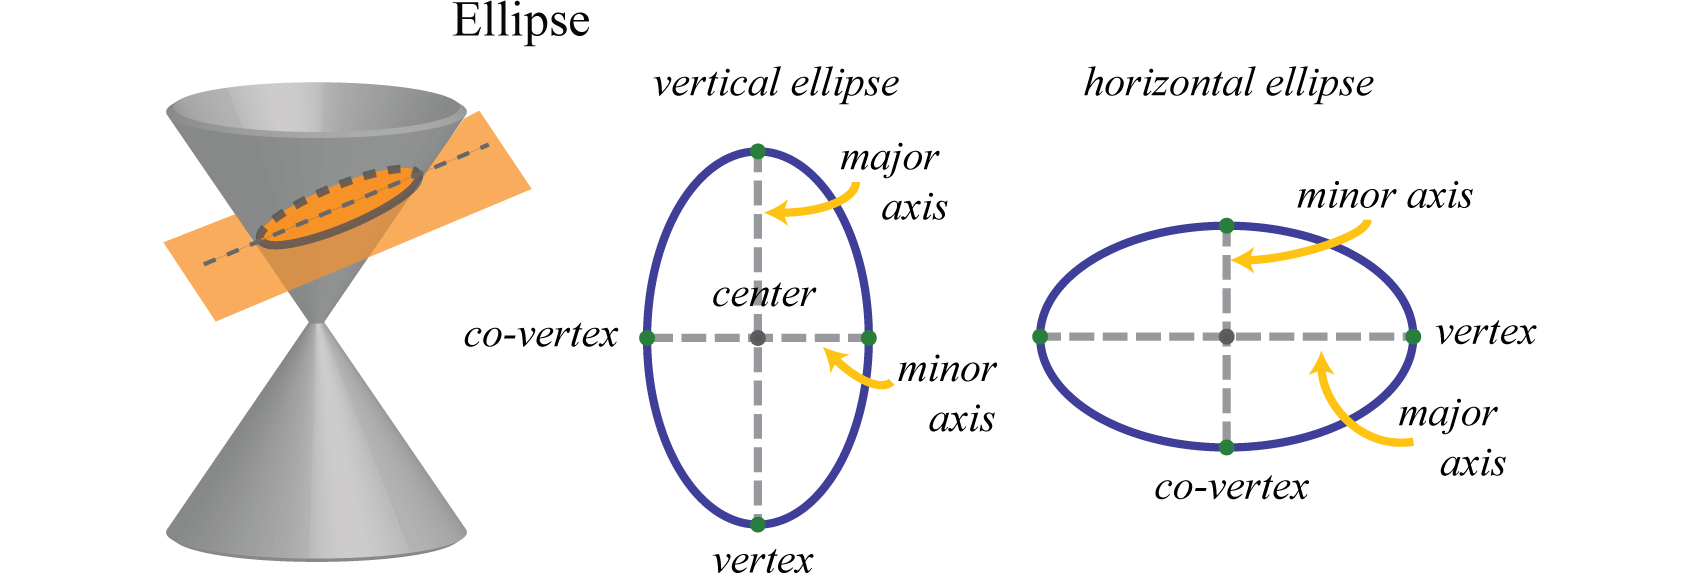 Ellipse
vertical ellipse
major
axis
center
co-vertex
minor
axis
vertex
horizontal ellipse
minor axis
vertex
major
axis
co-vertex